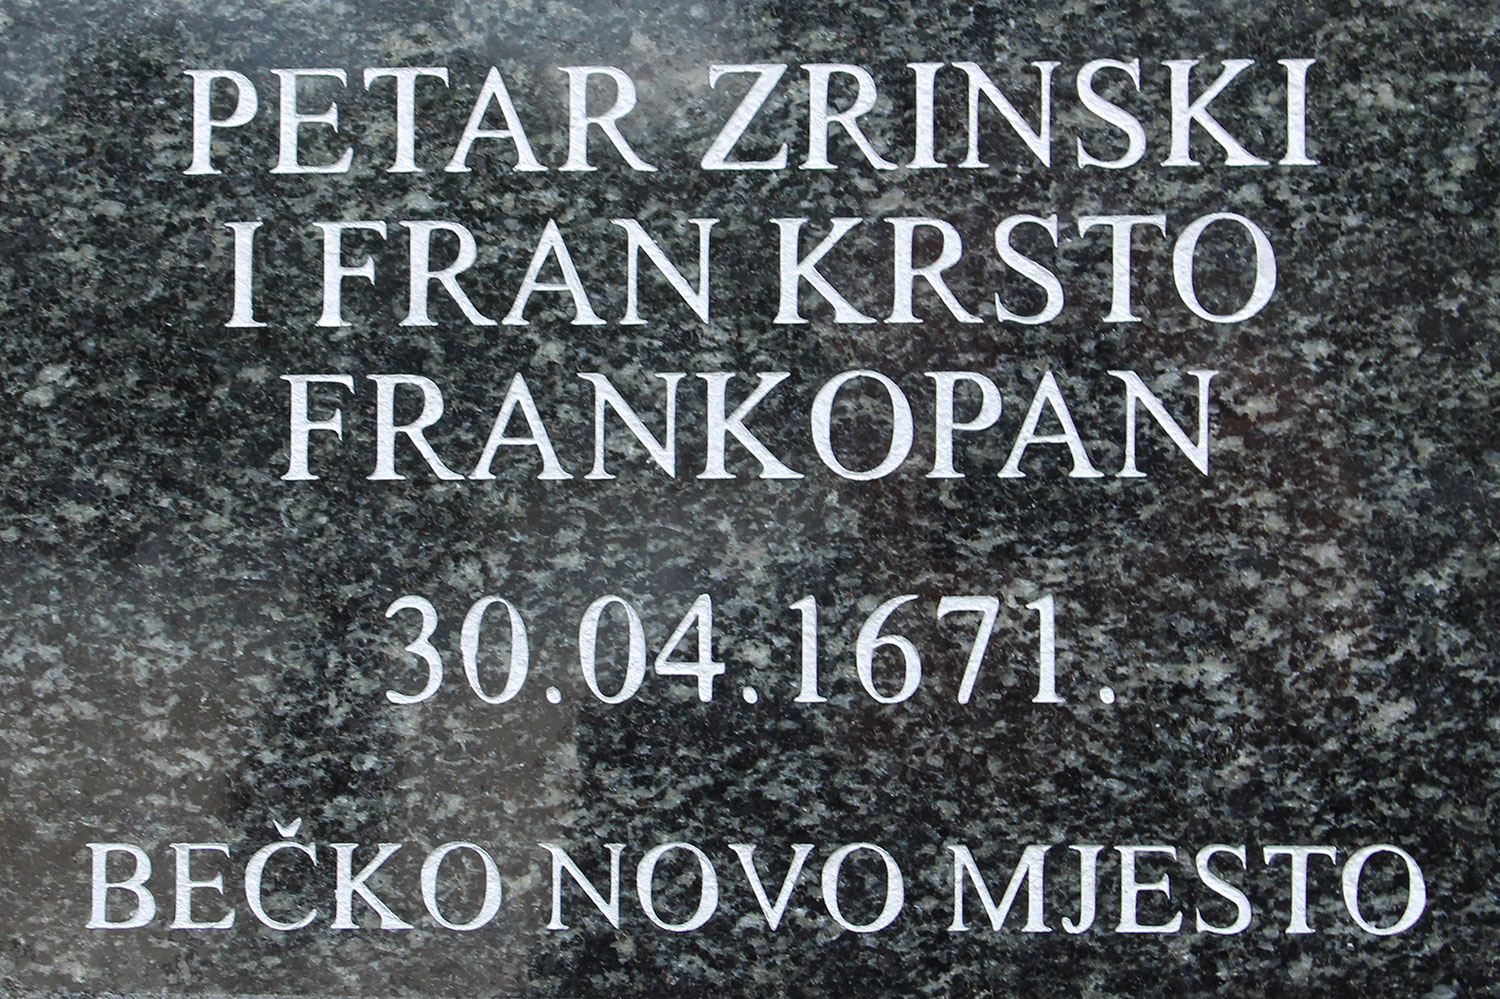 PETAR ZRINSKI
I FRAN KRSTO
FRANKOPAN
30.04.1671.
BEČKO NOVO MJESTO